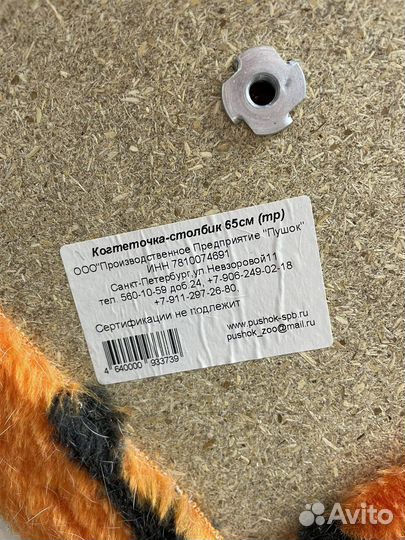 Когтеточка-столбик 65см (тр)
ООО"Производственное Предприятие "Пушок"
ИНН 7810074691
Санкт-Петербург,ул.Невзоровой11
тел. 560-10-59 доб.24, +7-906-249-02-18
+7-911-297-26-80,
Сертификации не подлежит
www.pushok-spb.ru
pushok_zoo@mail.ru
4 640000 933739
Avito